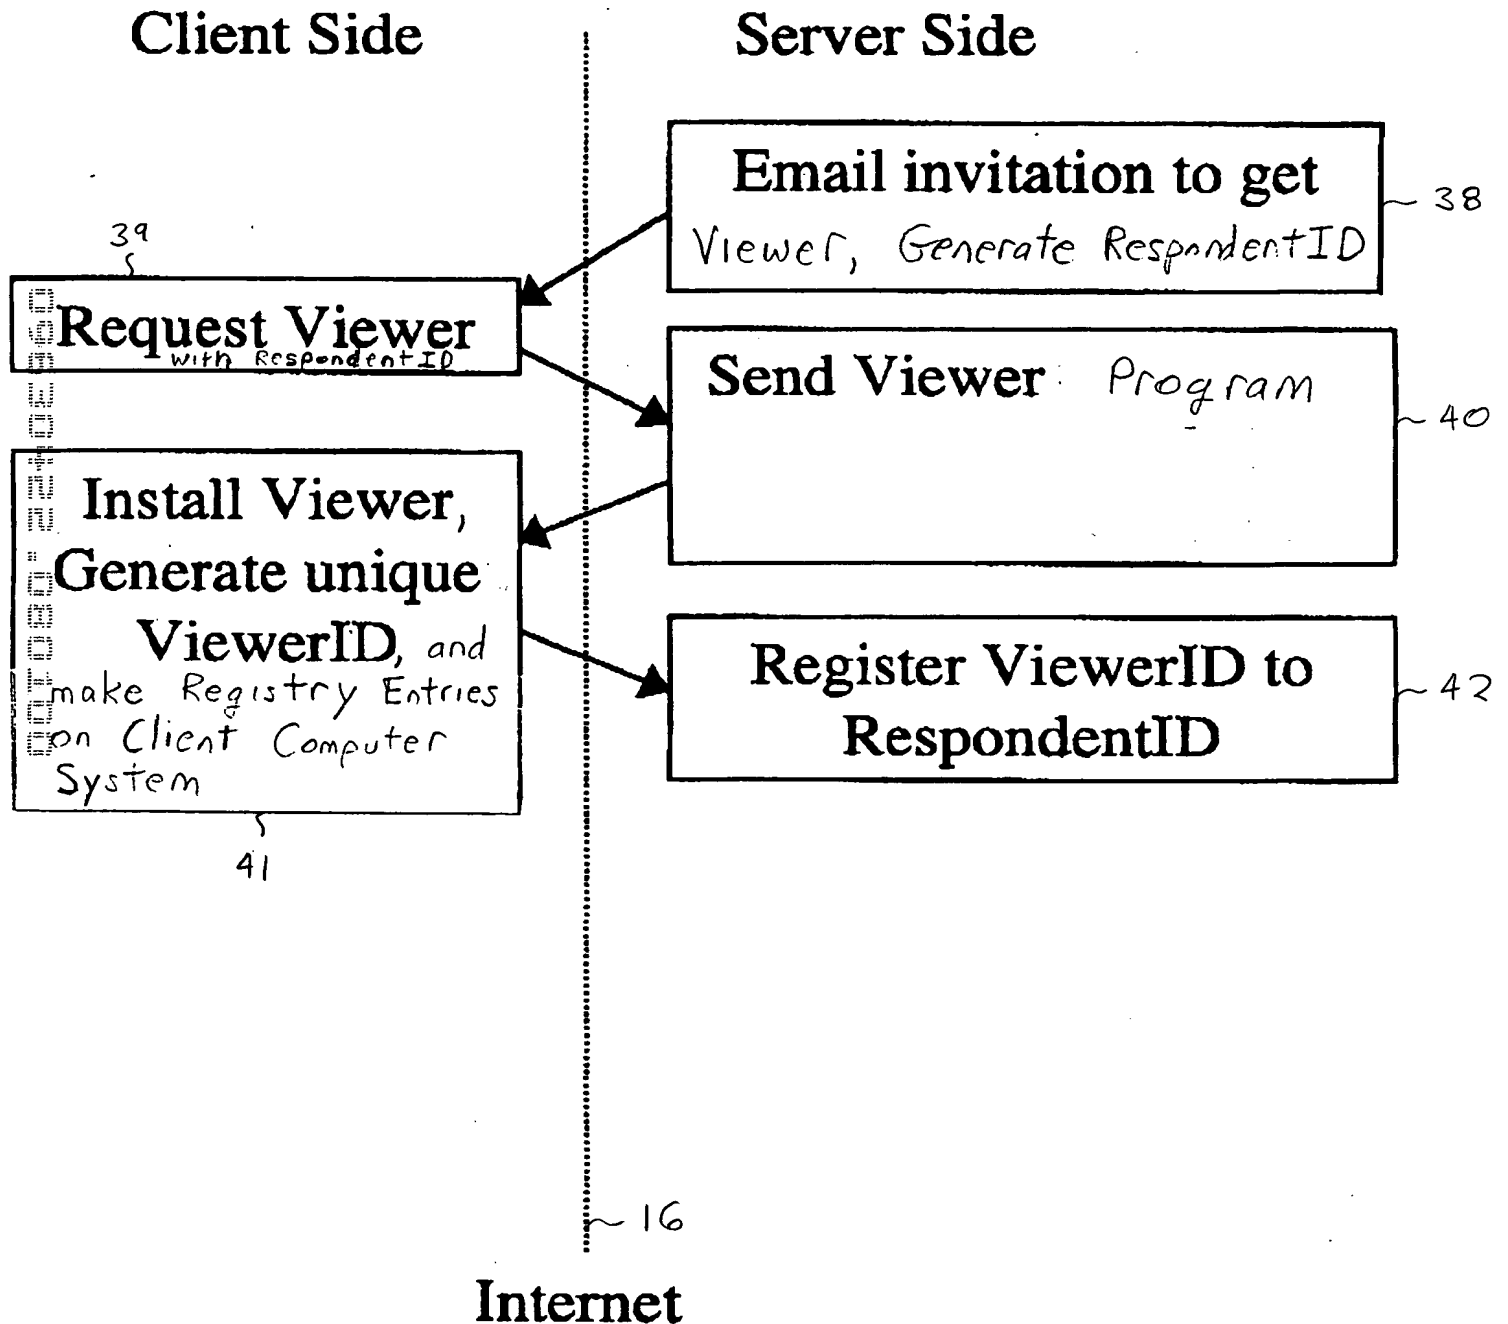 Client Side
Server Side
Email invitation to get
Viewer, Generate RespondentID
38
39
Request Viewer
with RespondentID
Send Viewer Program
40
Install Viewer,
Generate unique
ViewerID, and
make Registry Entries
on Client Computer
System
41
Register ViewerID to
RespondentID
42
16
Internet